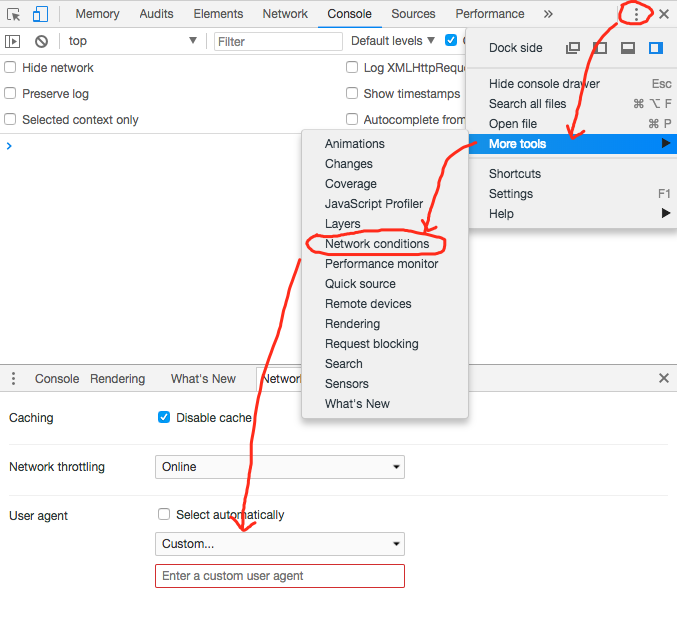 Memory Audits Elements Network Console Sources Performance »
top Filter Default levels
Hide network Log XMLHttpReque
Preserve log Show timestamps
Selected context only Autocomplete from
Dock side
Hide console drawer Esc
Search all files ⌘ ⌥ F
Open file ⌘ P
More tools
Shortcuts
Settings F1
Help
Animations
Changes
Coverage
JavaScript Profiler
Layers
Network conditions
Performance monitor
Quick source
Remote devices
Rendering
Request blocking
Search
Sensors
What's New
Console Rendering What's New Networ
Caching Disable cache
Network throttling Online
User agent Select automatically
Custom...
Enter a custom user agent